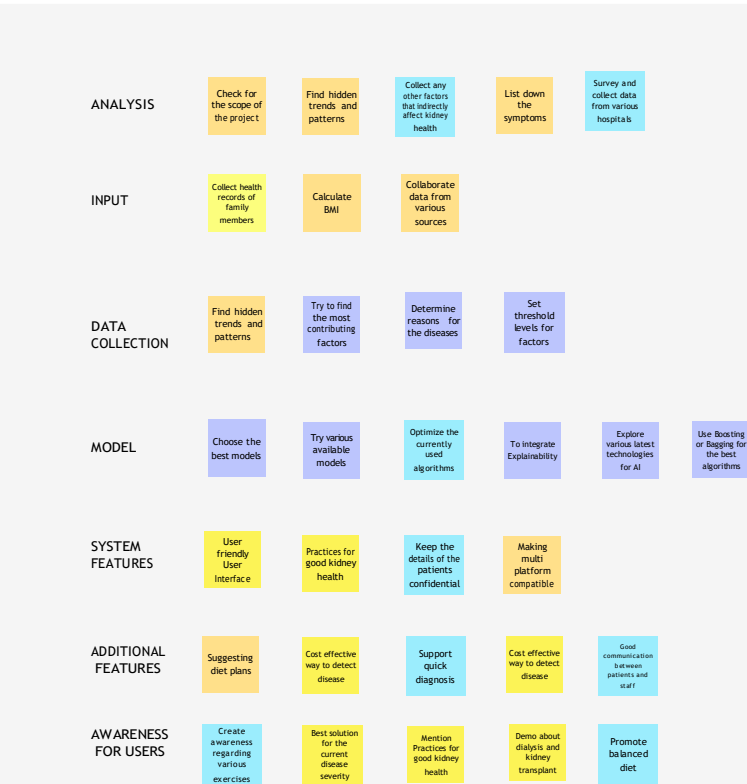 ANALYSIS
Check for
the scope of
the project
Find hidden
trends and
patterns
Collect any
other factors
that indirectly
affect kidney
health
List down
the
symptoms
Survey and
collect data
from various
hospitals
INPUT
Collect health
records of
family
members
Calculate
BMI
Collaborate
data from
various
sources
DATA
COLLECTION
Find hidden
trends and
patterns
Try to find
the most
contributing
factors
Determine
reasons for
the diseases
Set
threshold
levels for
factors
MODEL
Choose the
best models
Try various
available
models
Optimize the
currently
used
algorithms
To integrate
Explainability
Explore
various latest
technologies
for AI
Use Boosting
or Bagging for
the best
algorithms
SYSTEM
FEATURES
User
friendly
User
Interface
Practices for
good kidney
health
Keep the
details of the
patients
confidential
Making
multi
platform
compatible
ADDITIONAL
FEATURES
Suggesting
diet plans
Cost effective
way to detect
disease
Support
quick
diagnosis
Cost effective
way to detect
disease
Good
communication
between
patients and
staff
AWARENESS
FOR USERS
Create
awareness
regarding
various
exercises
Best solution
for the
current
disease
severity
Mention
Practices for
good kidney
health
Demo about
dialysis and
kidney
transplant
Promote
balanced
diet